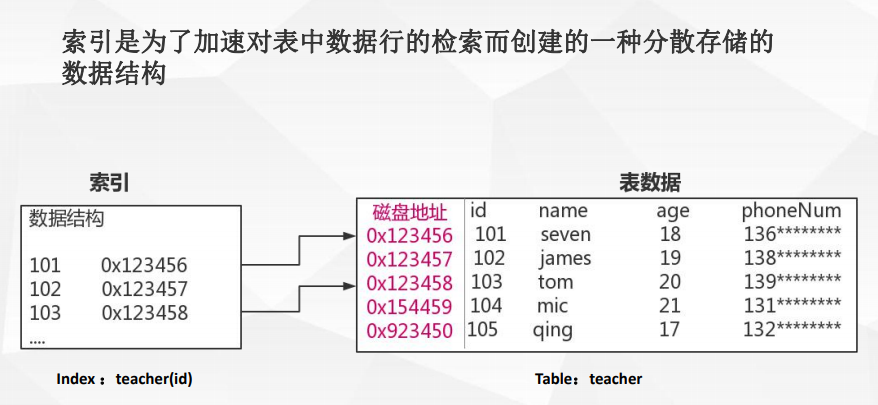 索引是为了加速对表中数据行的检索而创建的一种分散存储的
数据结构
索引
数据结构
101 0x123456
102 0x123457
103 0x123458
....
Index：teacher(id)
表数据
磁盘地址 id name age phoneNum
0x123456 101 seven 18 136********
0x123457 102 james 19 138********
0x123458 103 tom 20 139********
0x154459 104 mic 21 131********
0x923450 105 qing 17 132********
Table：teacher